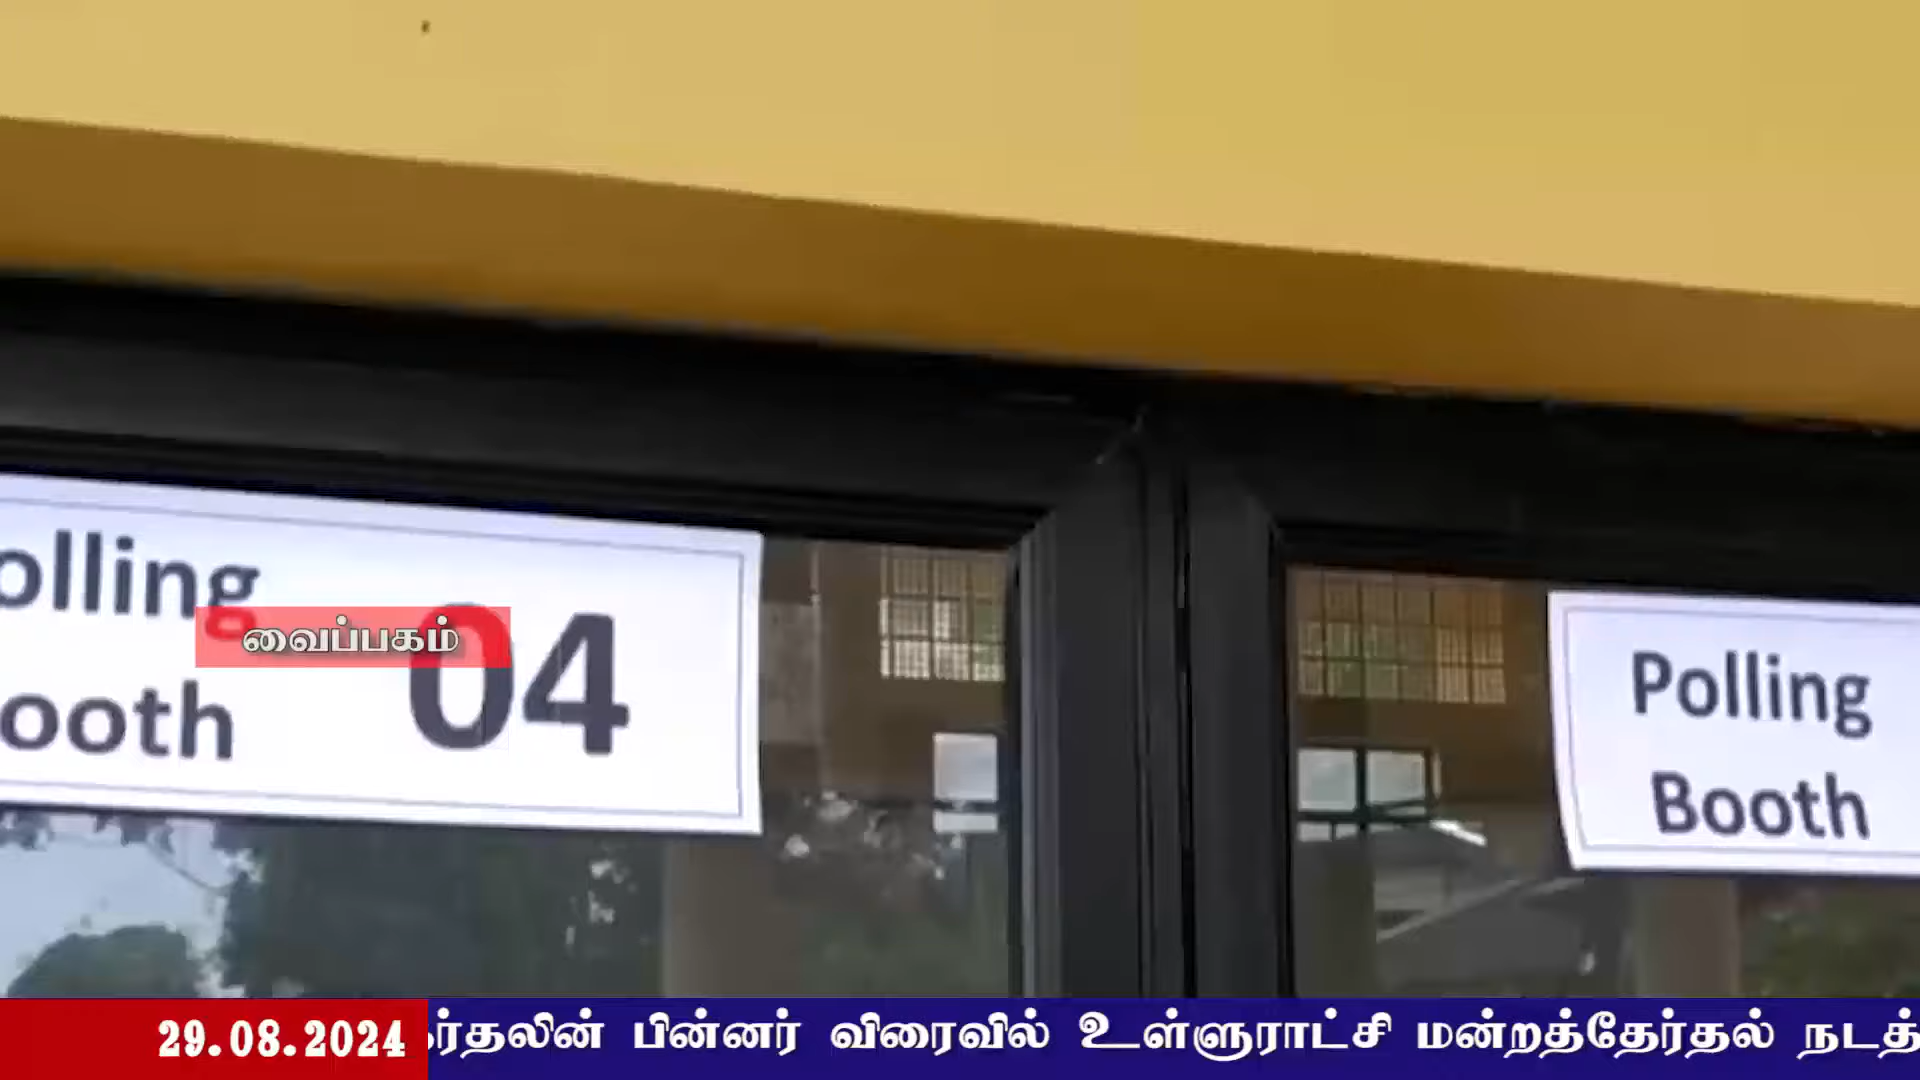 olling
ooth
04
வைப்பகம்
Polling
Booth
29.08.2024
ர்தலின் பின்னர் விரைவில் உள்ளுராட்சி மன்றத்தேர்தல் நடத்